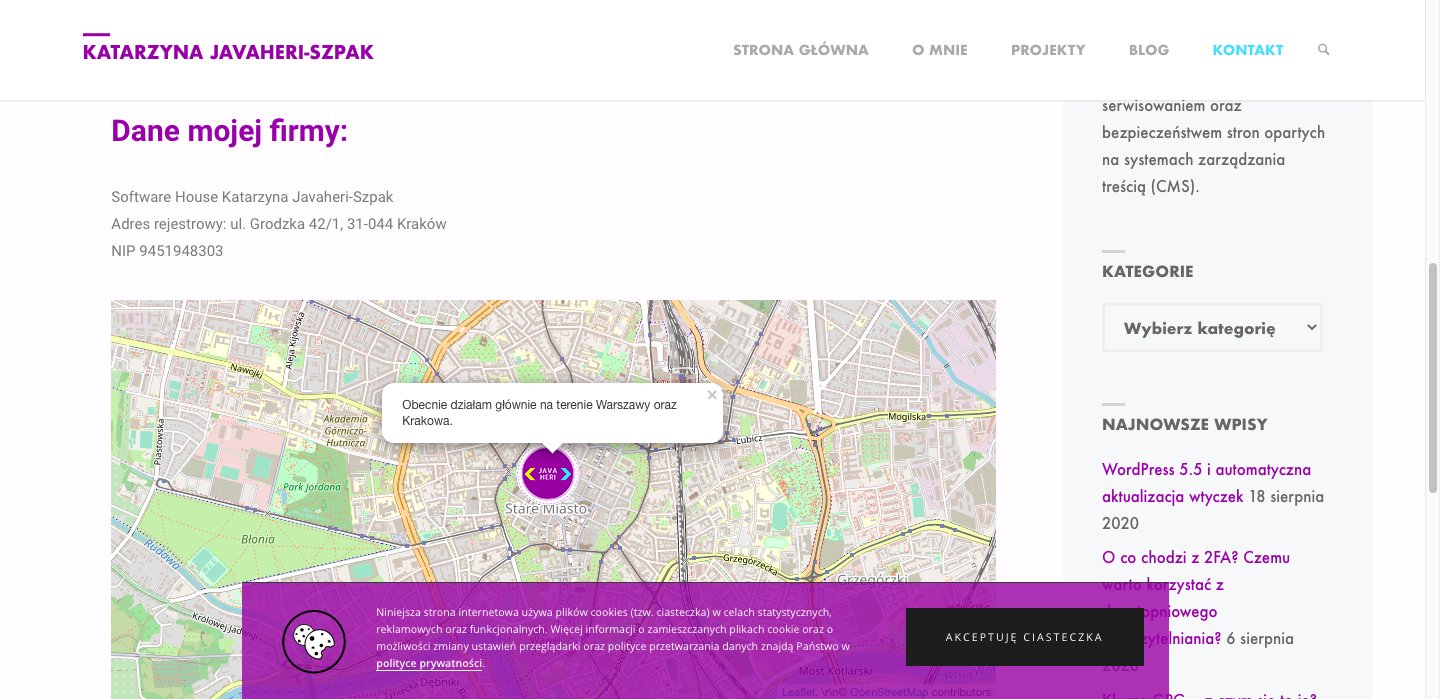 KATARZYNA JAVAHERI-SZPAK
STRONA GŁÓWNA
O MNIE
PROJEKTY
BLOG
KONTAKT
Dane mojej firmy:
Software House Katarzyna Javaheri-Szpak
Adres rejestrowy: ul. Grodzka 42/1, 31-044 Kraków
NIP 9451948303
Aleja Kijowska
Nawojki
Piastowska
Akademia
Górniczo-
Hutnicza
Park Jordana
Błonia
Rudawa
Królowej Jadwigi
Obecnie działam głównie na terenie Warszawy oraz
Krakowa.
×
JAVA
HERI
Stare Miasto
Lubicz
Mogilska
Grzegórzecka
Grzegórzki
Dębniki
Most Kotlarski
Wisła
Leaflet, \r\n© OpenStreetMap contributors
serwisowaniem oraz
bezpieczeństwem stron opartych
na systemach zarządzania
treścią (CMS).
KATEGORIE
Wybierz kategorię
NAJNOWSZE WPISY
WordPress 5.5 i automatyczna
aktualizacja wtyczek 18 sierpnia
2020
O co chodzi z 2FA? Czemu
warto korzystać z
6 sierpnia
2020
Niniejsza strona internetowa używa plików cookies (tzw. ciasteczka) w celach statystycznych,
reklamowych oraz funkcjonalnych. Więcej informacji o zamieszczanych plikach cookie oraz o
możliwości zmiany ustawień przeglądarki oraz polityce przetwarzania danych znajdą Państwo w
polityce prywatności.
AKCEPTUJĘ CIASTECZKA